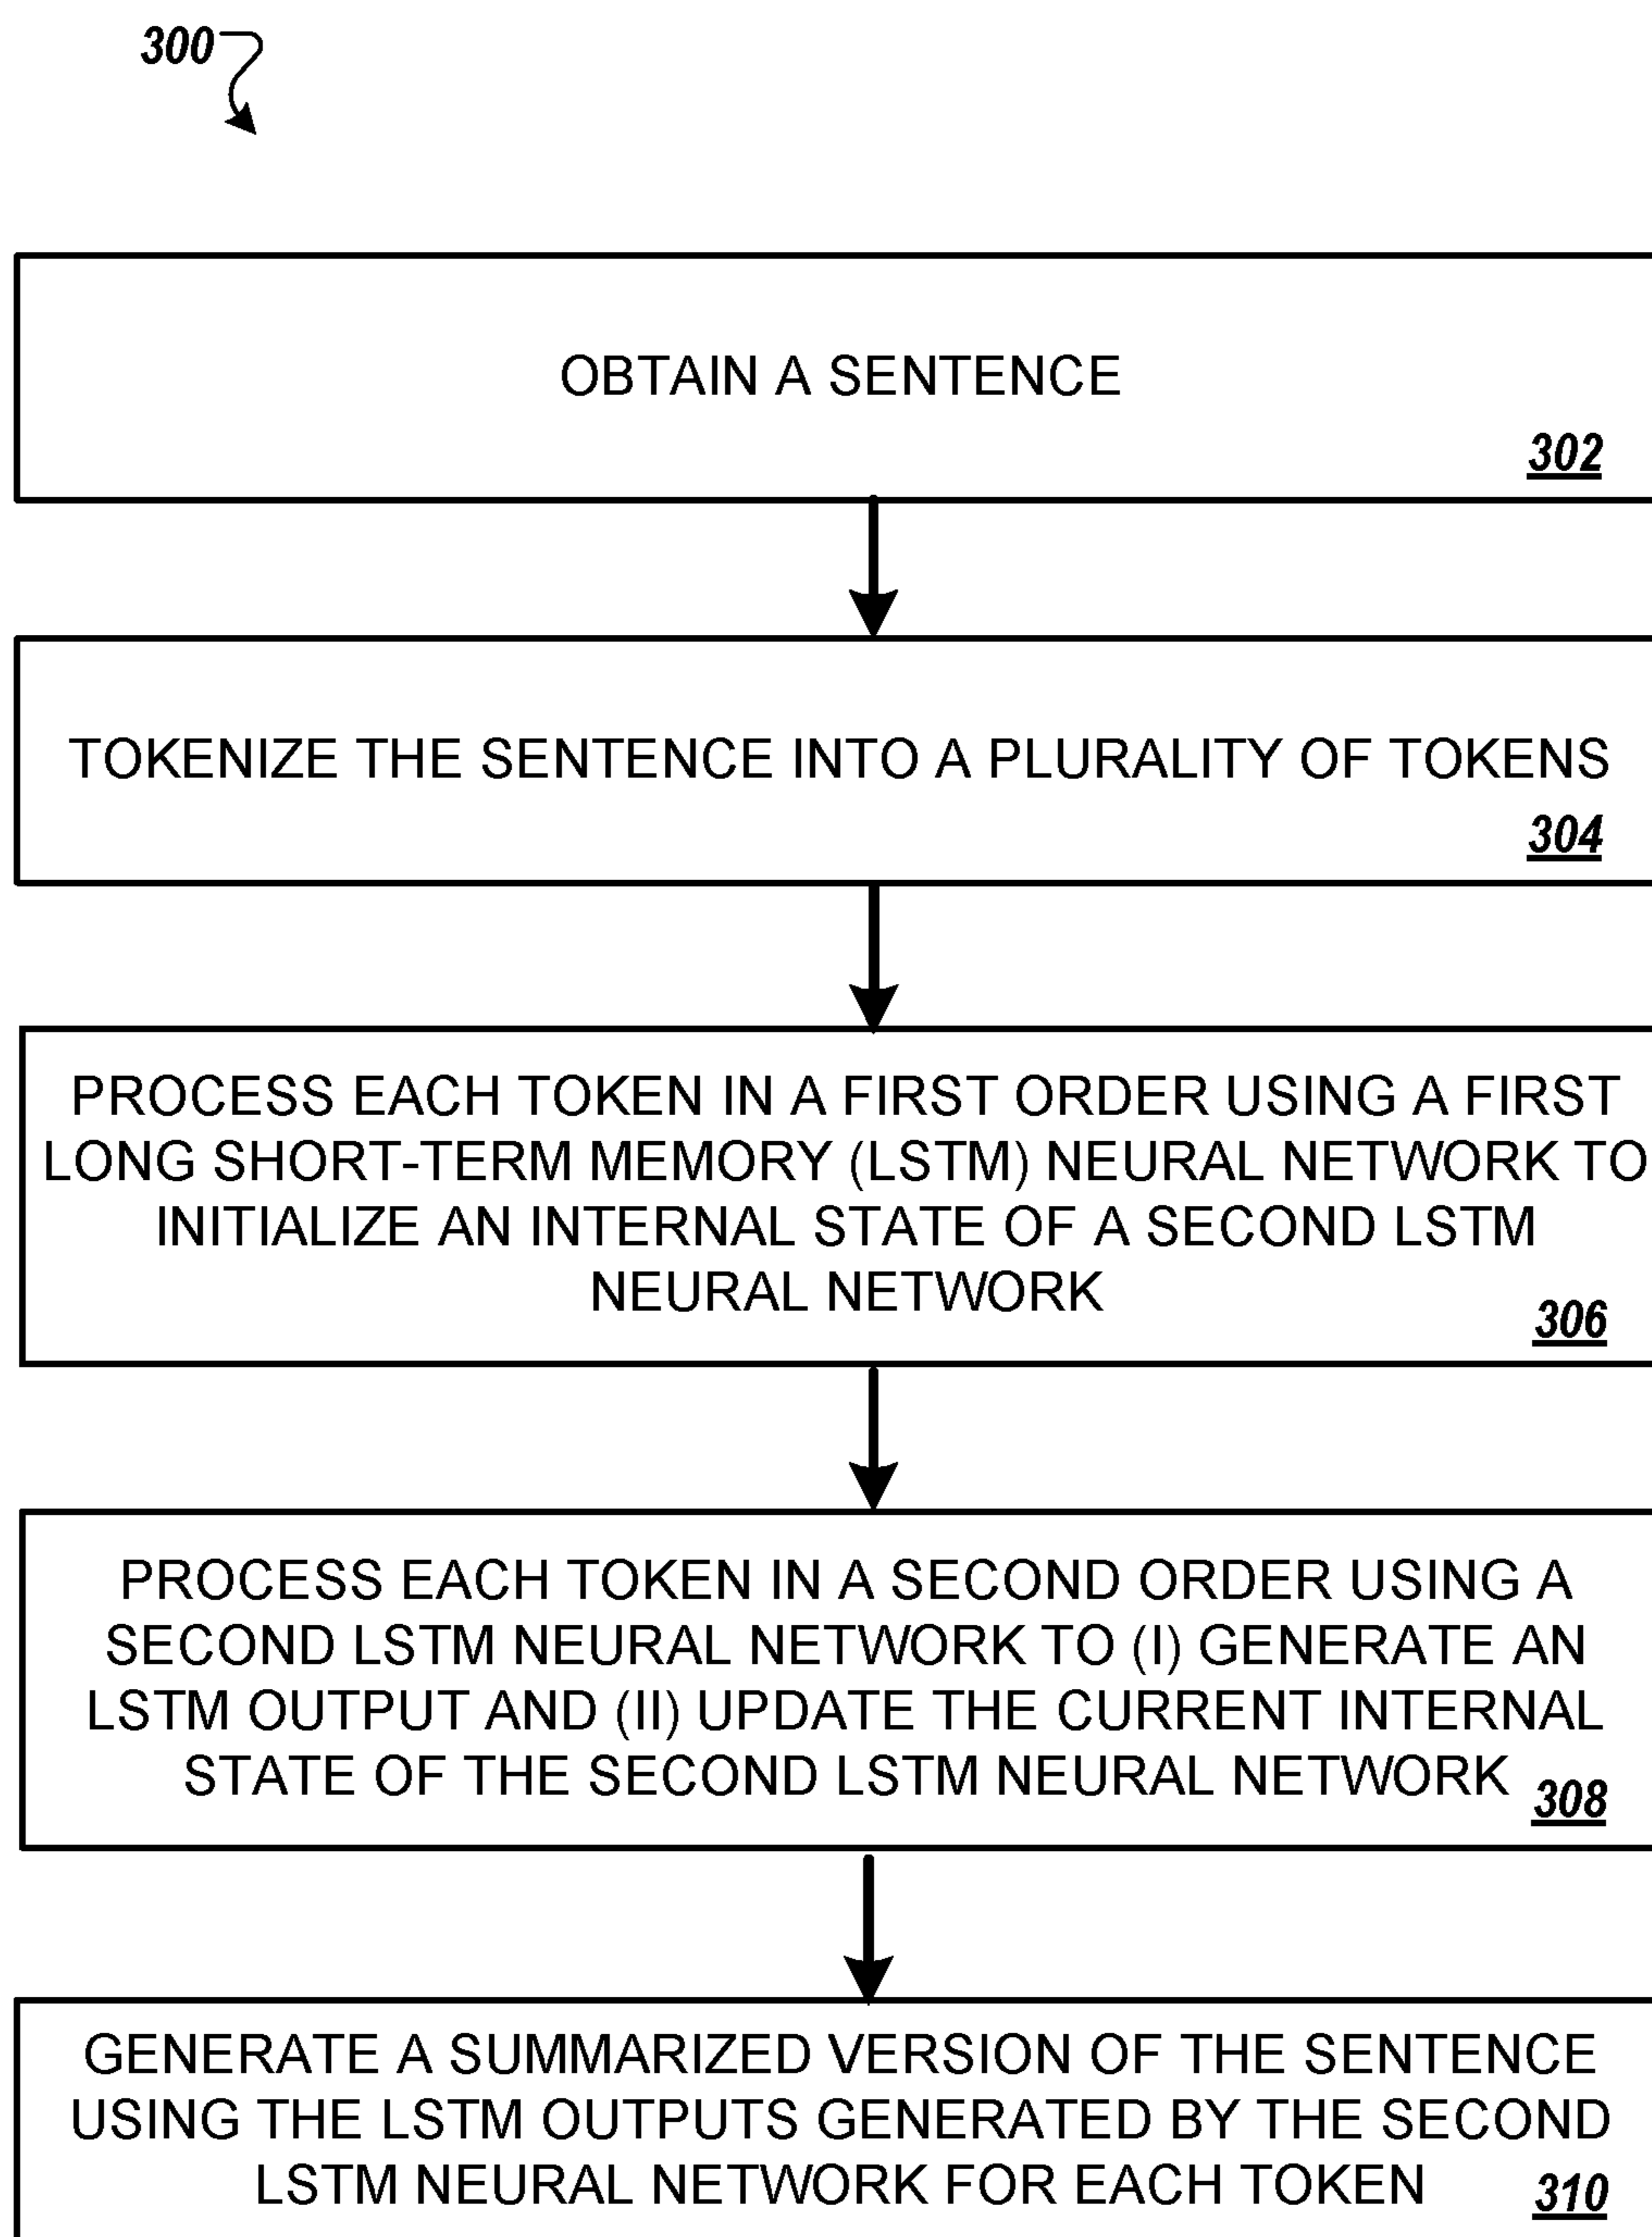 300
OBTAIN A SENTENCE
302
TOKENIZE THE SENTENCE INTO A PLURALITY OF TOKENS
304
PROCESS EACH TOKEN IN A FIRST ORDER USING A FIRST
LONG SHORT-TERM MEMORY (LSTM) NEURAL NETWORK TO
INITIALIZE AN INTERNAL STATE OF A SECOND LSTM
NEURAL NETWORK
306
PROCESS EACH TOKEN IN A SECOND ORDER USING A
SECOND LSTM NEURAL NETWORK TO (I) GENERATE AN
LSTM OUTPUT AND (II) UPDATE THE CURRENT INTERNAL
STATE OF THE SECOND LSTM NEURAL NETWORK
308
GENERATE A SUMMARIZED VERSION OF THE SENTENCE
USING THE LSTM OUTPUTS GENERATED BY THE SECOND
LSTM NEURAL NETWORK FOR EACH TOKEN
310